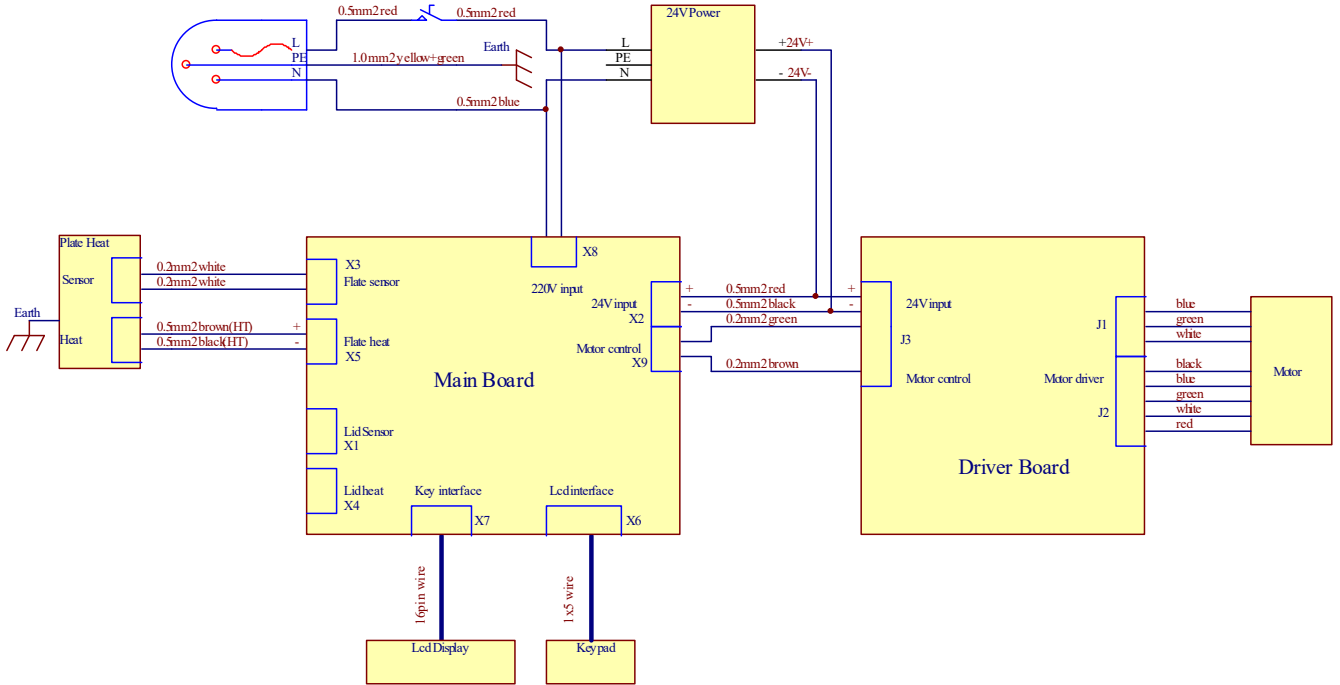 0.5mm2 red
0.5mm2 red
24V Power
L
PE
N
1.0mm2 yellow+green
Earth
0.5mm2 blue
L
PE
N
+24V+
- 24V-
Plate Heat
Sensor
Heat
Earth
0.2mm2 white
0.2mm2 white
0.5mm2 brown(HT)
+
0.5mm2 black(HT)
-
X3
Flate sensor
Flate heat
X5
Lid Sensor
X1
Lid heat
X4
X8
220V input
24V input
X2
Motor control
X9
Main Board
Key interface
X7
Lcd interface
X6
+
0.5mm2 red
+
-
0.5mm2 black
-
0.2mm2 green
0.2mm2 brown
24V input
J3
Motor control
J1
Motor driver
J2
Driver Board
blue
green
white
black
blue
green
white
red
Motor
16pin wire
1x5 wire
Lcd Display
Keypad